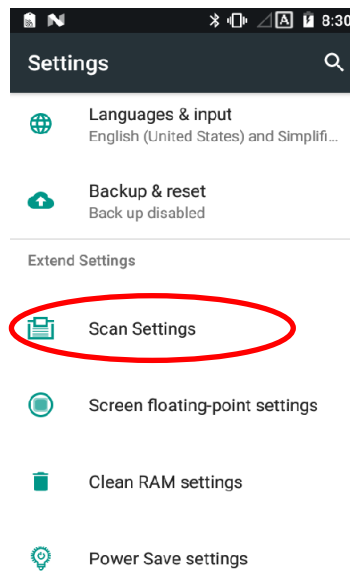 A 8:30
Settings
Languages & input
English (United States) and Simplifi...
Backup & reset
Back up disabled
Extend Settings
Scan Settings
Screen floating-point settings
Clean RAM settings
Power Save settings